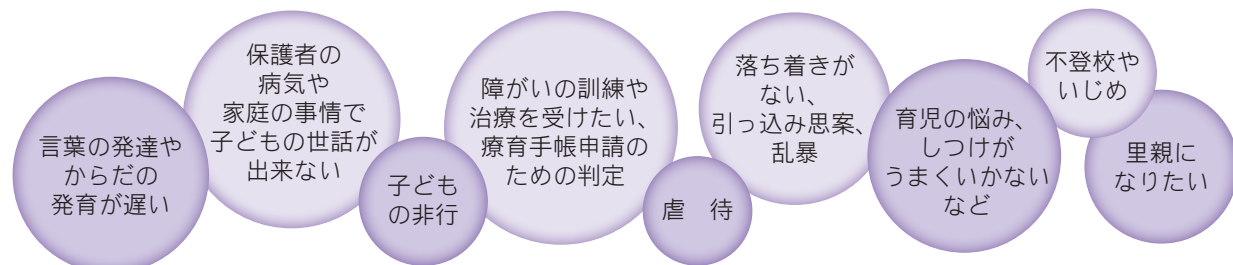 言葉の発達や
からだの
発育が遅い
保護者の
病気や
家庭の事情で
子どもの世話が
出来ない
子ども
の非行
障がいの訓練や
治療を受けたい、
療育手帳申請の
ための判定
虐　待
落ち着きが
ない、
引っ込み思案、
乱暴
育児の悩み、
しつけが
うまくいかない
など
不登校や
いじめ
里親に
なりたい